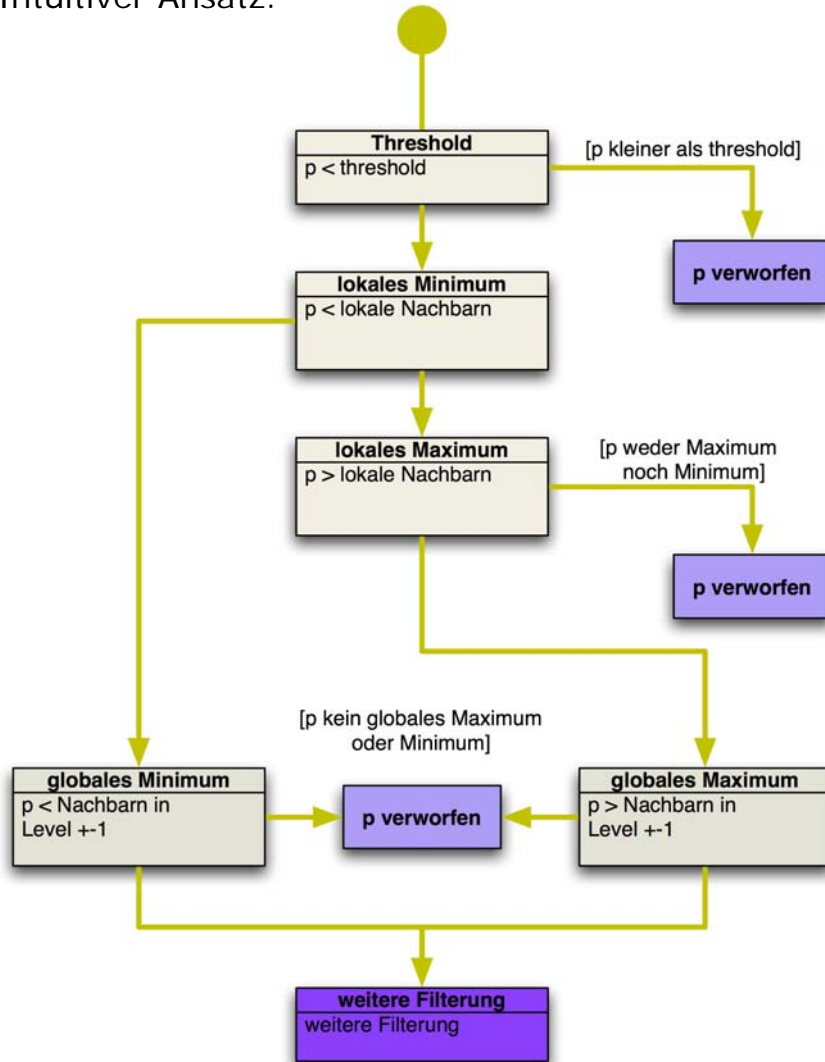 Intuitiver Ansatz:
Threshold
p < threshold
[p kleiner als threshold]
p verworfen
lokales Minimum
p < lokale Nachbarn
lokales Maximum
p > lokale Nachbarn
[p weder Maximum
noch Minimum]
p verworfen
[p kein globales Maximum
oder Minimum]
globales Minimum
p < Nachbarn in
Level +-1
p verworfen
globales Maximum
p > Nachbarn in
Level +-1
weitere Filterung
weitere Filterung